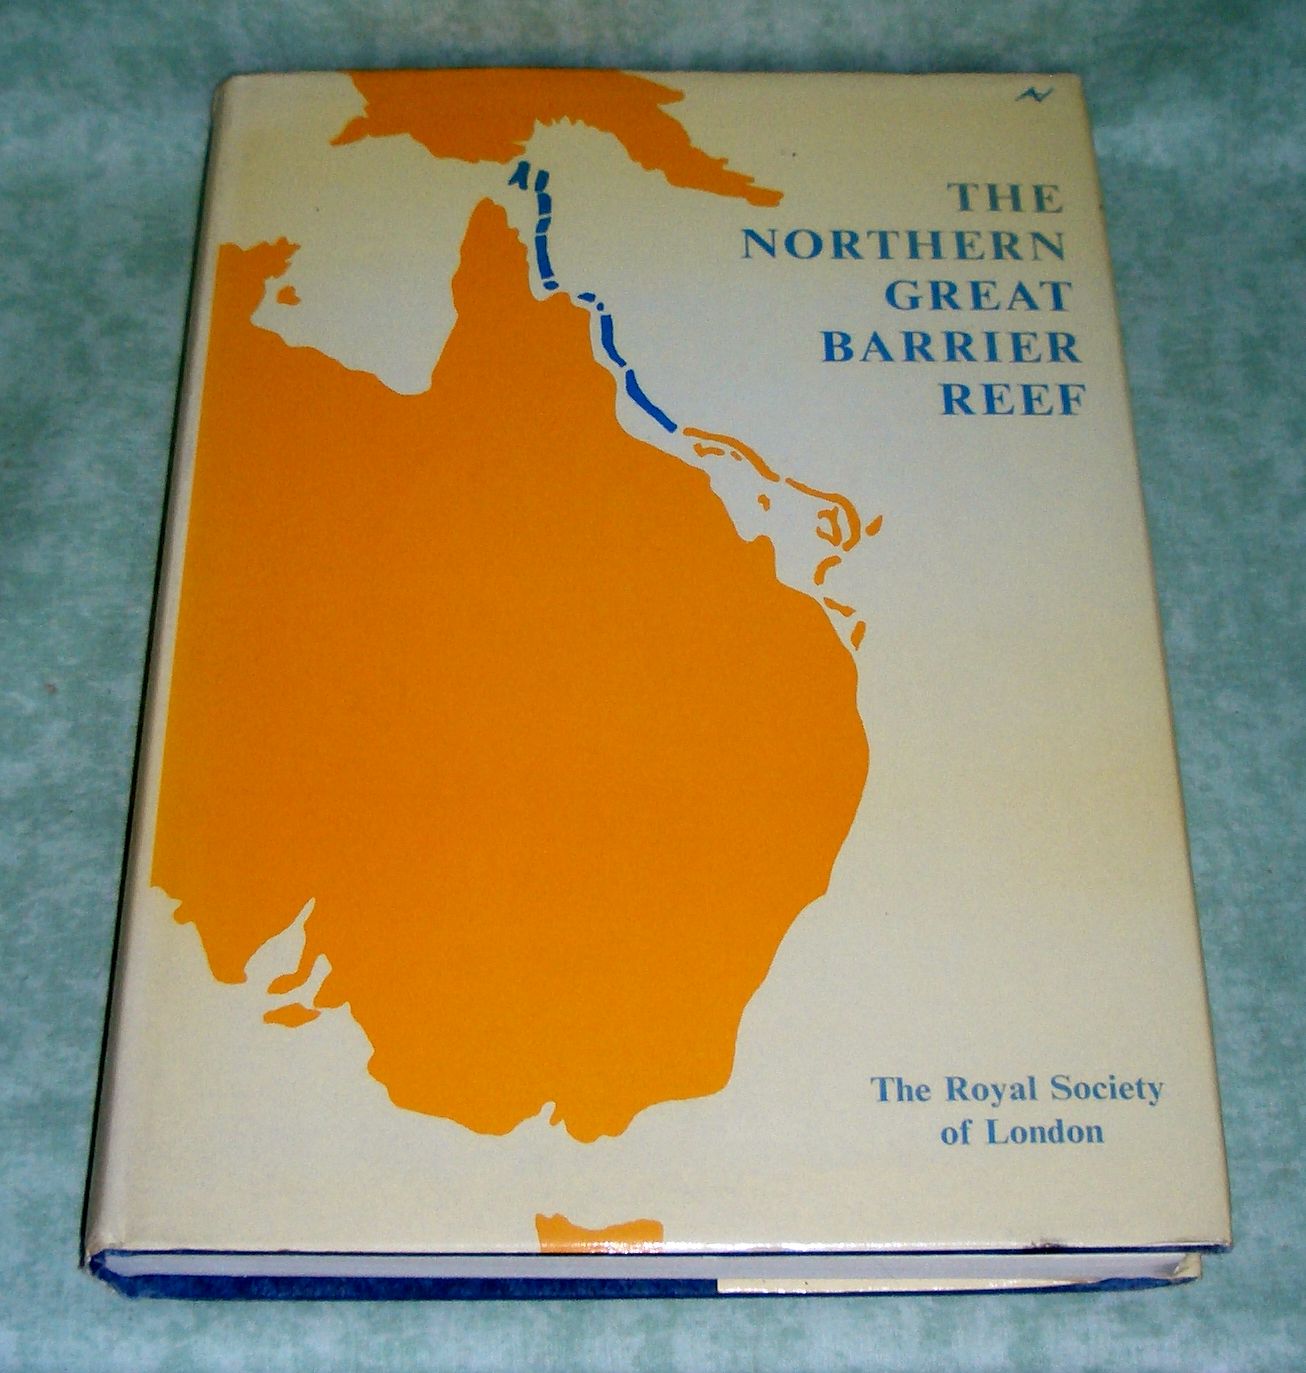 THE
NORTHERN
GREAT
BARRIER
REEF
The Royal Society
of London